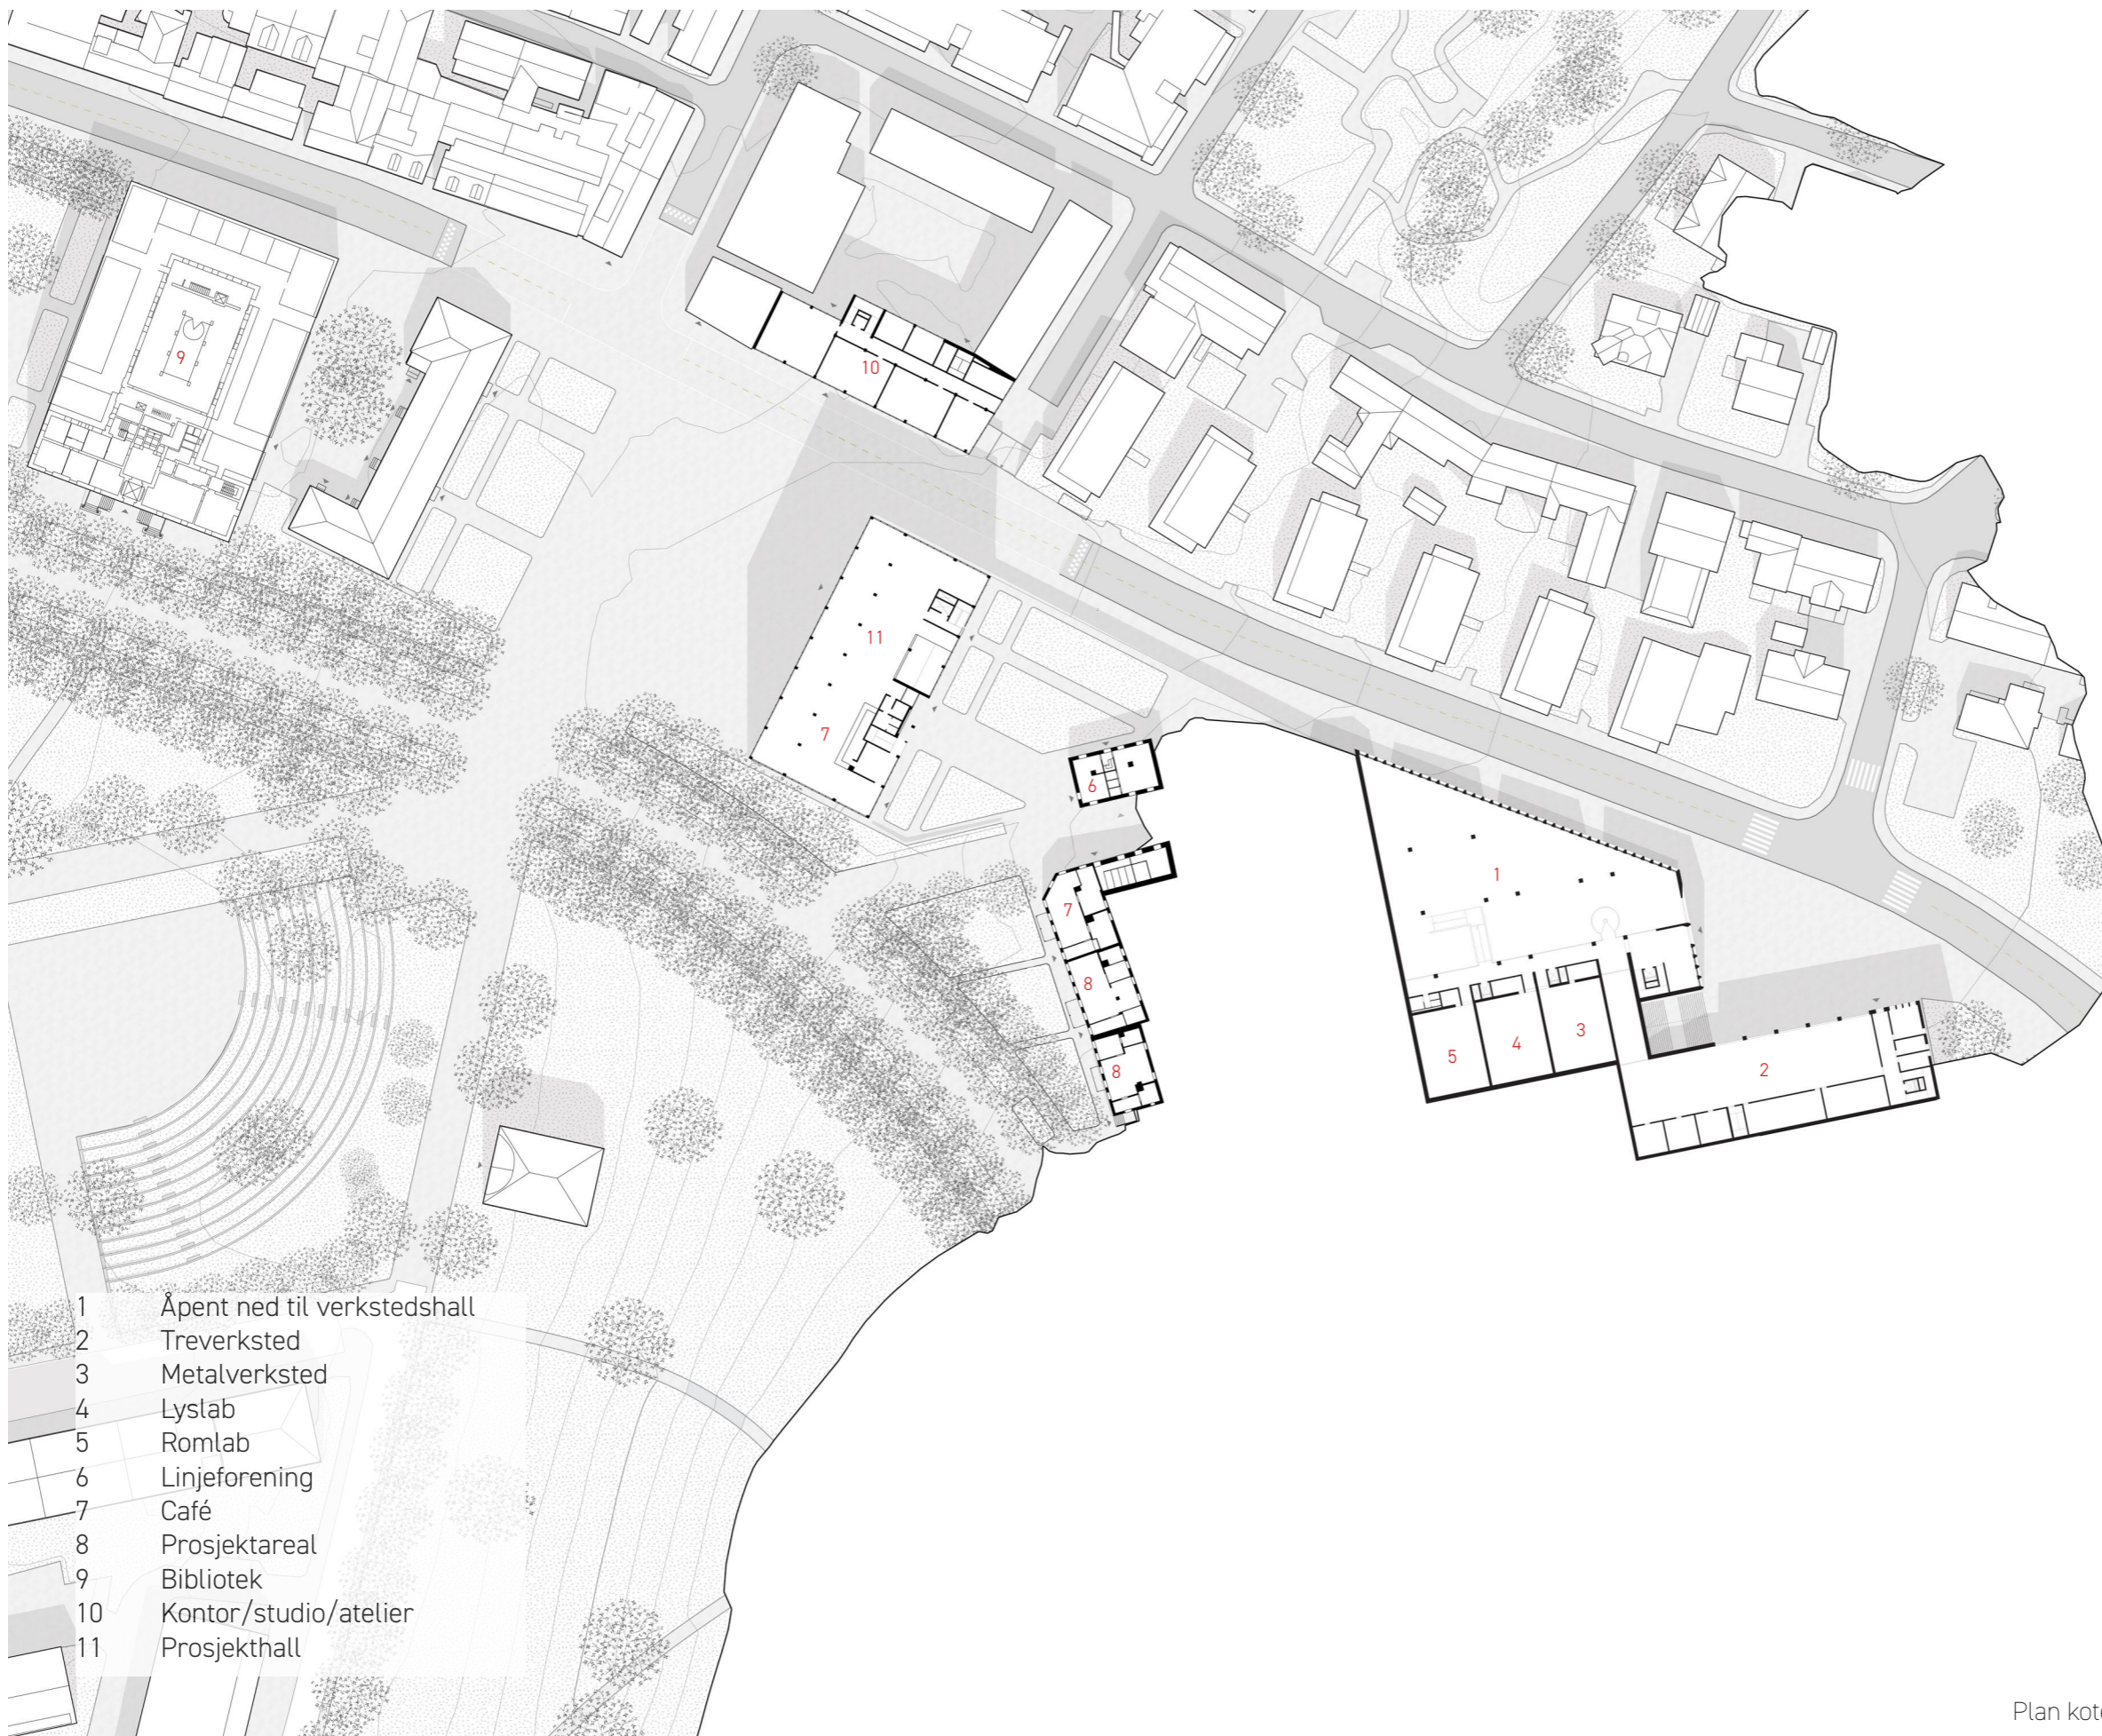 9
10
11
7
6
1
7
8
3
4
5
2
8
1 Åpent ned til verkstedshall
2 Treverksted
3 Metalverksted
4 Lyslab
5 Romlab
6 Linjeforening
7 Café
8 Prosjektareal
9 Bibliotek
10 Kontor/studio/atelier
11 Prosjekthall
Plan kote